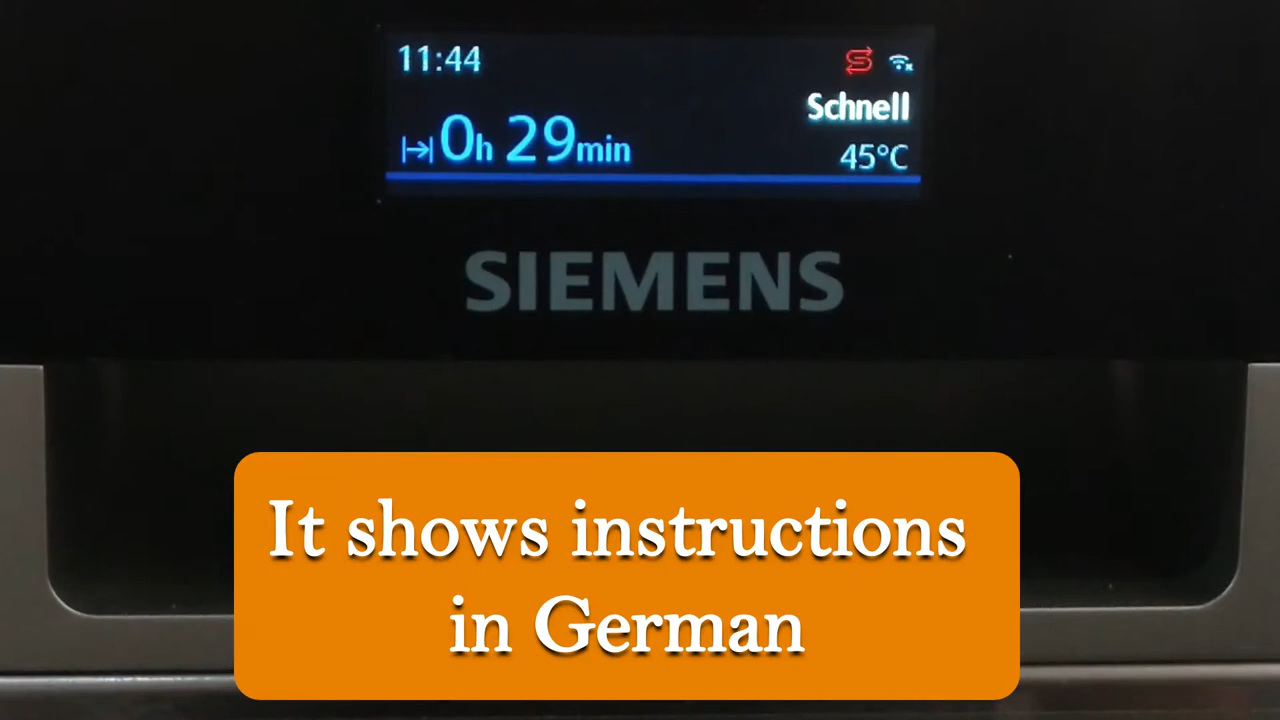 11:44
Schnell
0h 29min
45°C
SIEMENS
It shows instructions
in German